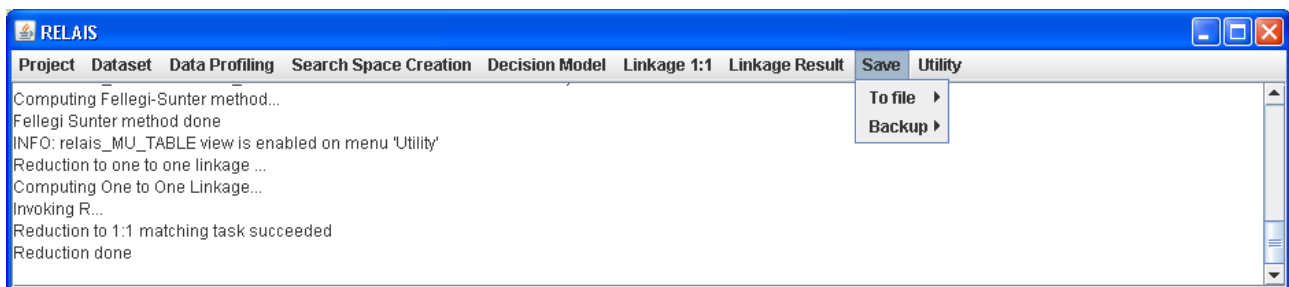 RELAIS
Project Dataset Data Profiling Search Space Creation Decision Model Linkage 1:1 Linkage Result Save Utility
To file
Backup
Computing Fellegi-Sunter method...
Fellegi Sunter method done
INFO: relais_MU_TABLE view is enabled on menu 'Utility'
Reduction to one to one linkage ...
Computing One to One Linkage...
Invoking R...
Reduction to 1:1 matching task succeeded
Reduction done